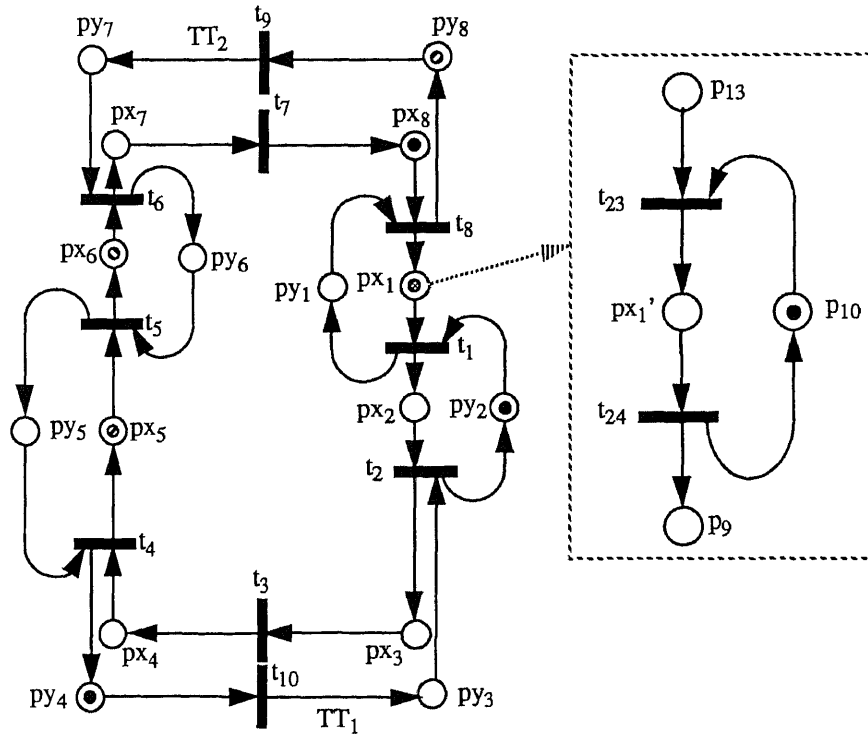 py₇ TT₂ t₉ py₈
px₇ t₇ px₈
p₁₃
t₆ t₈ t₂₃
px₆ py₆ py₁ px₁
px₁' p₁₀
t₅ t₁
px₂ py₂
py₅ px₅ t₂₄
t₂
p₉
t₄ t₃
px₄ px₃
t₁₀
py₄ TT₁ py₃